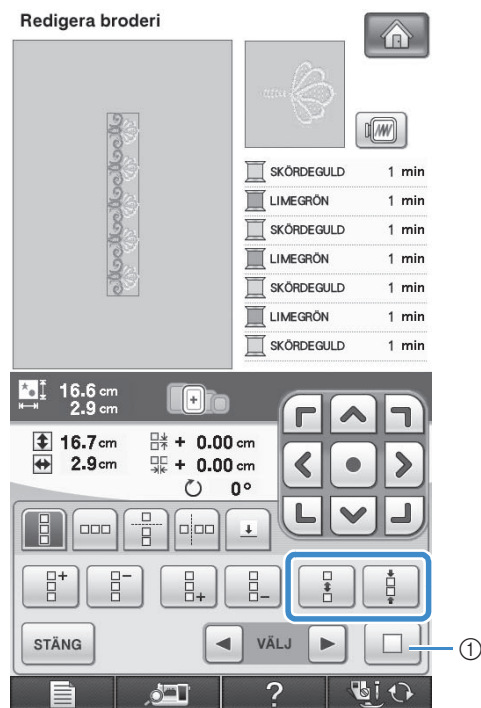 Redigera broderi
SKÖRDEGULD 1 min
LIMEGRÖN 1 min
SKÖRDEGULD 1 min
LIMEGRÖN 1 min
SKÖRDEGULD 1 min
LIMEGRÖN 1 min
SKÖRDEGULD 1 min
16.6 cm
2.9 cm
16.7 cm + 0.00 cm
2.9 cm + 0.00 cm
0°
STÄNG VÄLJ
①
?